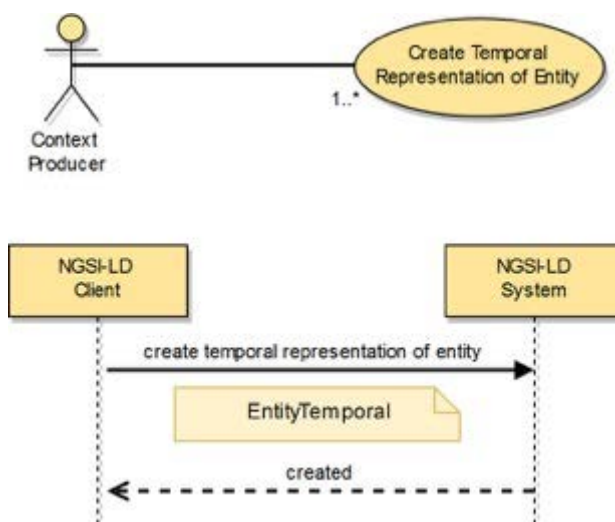 Create Temporal
Representation of Entity
1..*
Context
Producer
NGSI-LD
Client
NGSI-LD
System
create temporal representation of entity
EntityTemporal
created